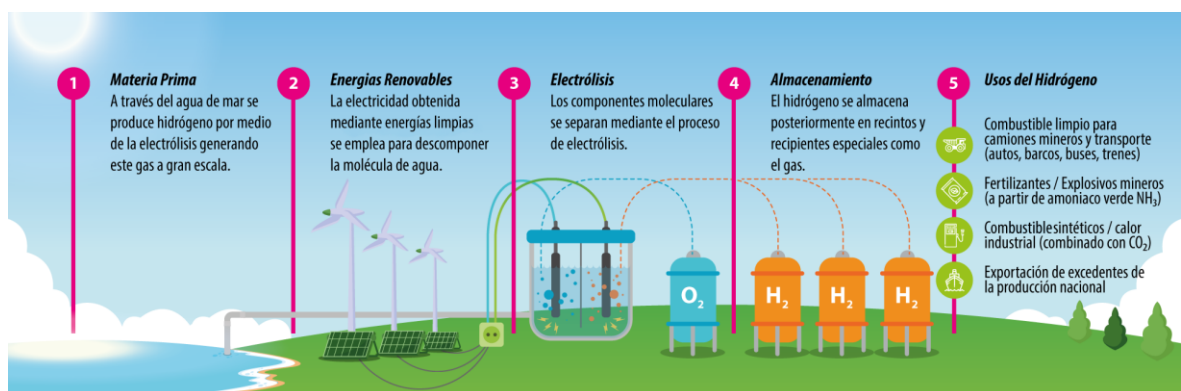 1
Materia Prima
A través del agua de mar se
produce hidrógeno por medio
de la electrólisis generando
este gas a gran escala.
2
Energias Renovables
La electricidad obtenida
mediante energías limpias
se emplea para descomponer
la molécula de agua.
3
Electrólisis
Los componentes moleculares
se separan mediante el proceso
de electrólisis.
4
Almacenamiento
El hidrógeno se almacena
posteriormente en recintos y
recipientes especiales como
el gas.
5
Usos del Hidrógeno
Combustible limpio para
camiones mineros y transporte
(autos, barcos, buses, trenes)
Fertilizantes / Explosivos mineros
(a partir de amoniaco verde NH₃)
Combustiblesintéticos / calor
industrial (combinado con CO₂)
Exportación de excedentes de
la producción nacional
O₂
H₂
H₂
H₂